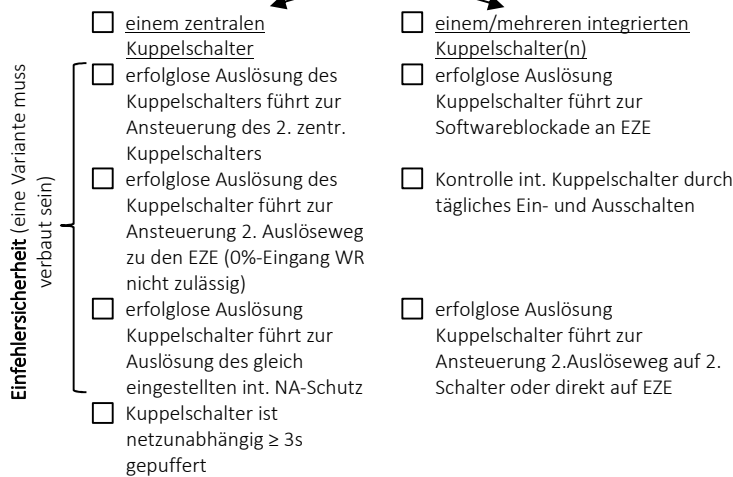 einem zentralen
Kuppelschalter
erfolglose Auslösung des
Kuppelschalters führt zur
Ansteuerung des 2. zentr.
Kuppelschalters
erfolglose Auslösung des
Kuppelschalter führt zur
Ansteuerung 2. Auslöseweg
zu den EZE (0%-Eingang WR
nicht zulässig)
erfolglose Auslösung
Kuppelschalter führt zur
Auslösung des gleich
eingestellten int. NA-Schutz
Kuppelschalter ist
netzunabhängig ≥ 3s
gepuffert
einem/mehreren integrierten
Kuppelschalter(n)
erfolglose Auslösung
Kuppelschalter führt zur
Softwareblockade an EZE
Kontrolle int. Kuppelschalter durch
tägliches Ein- und Ausschalten
erfolglose Auslösung
Kuppelschalter führt zur
Ansteuerung 2.Auslöseweg auf 2.
Schalter oder direkt auf EZE
Einfehlersicherheit (eine Variante muss
verbaut sein)